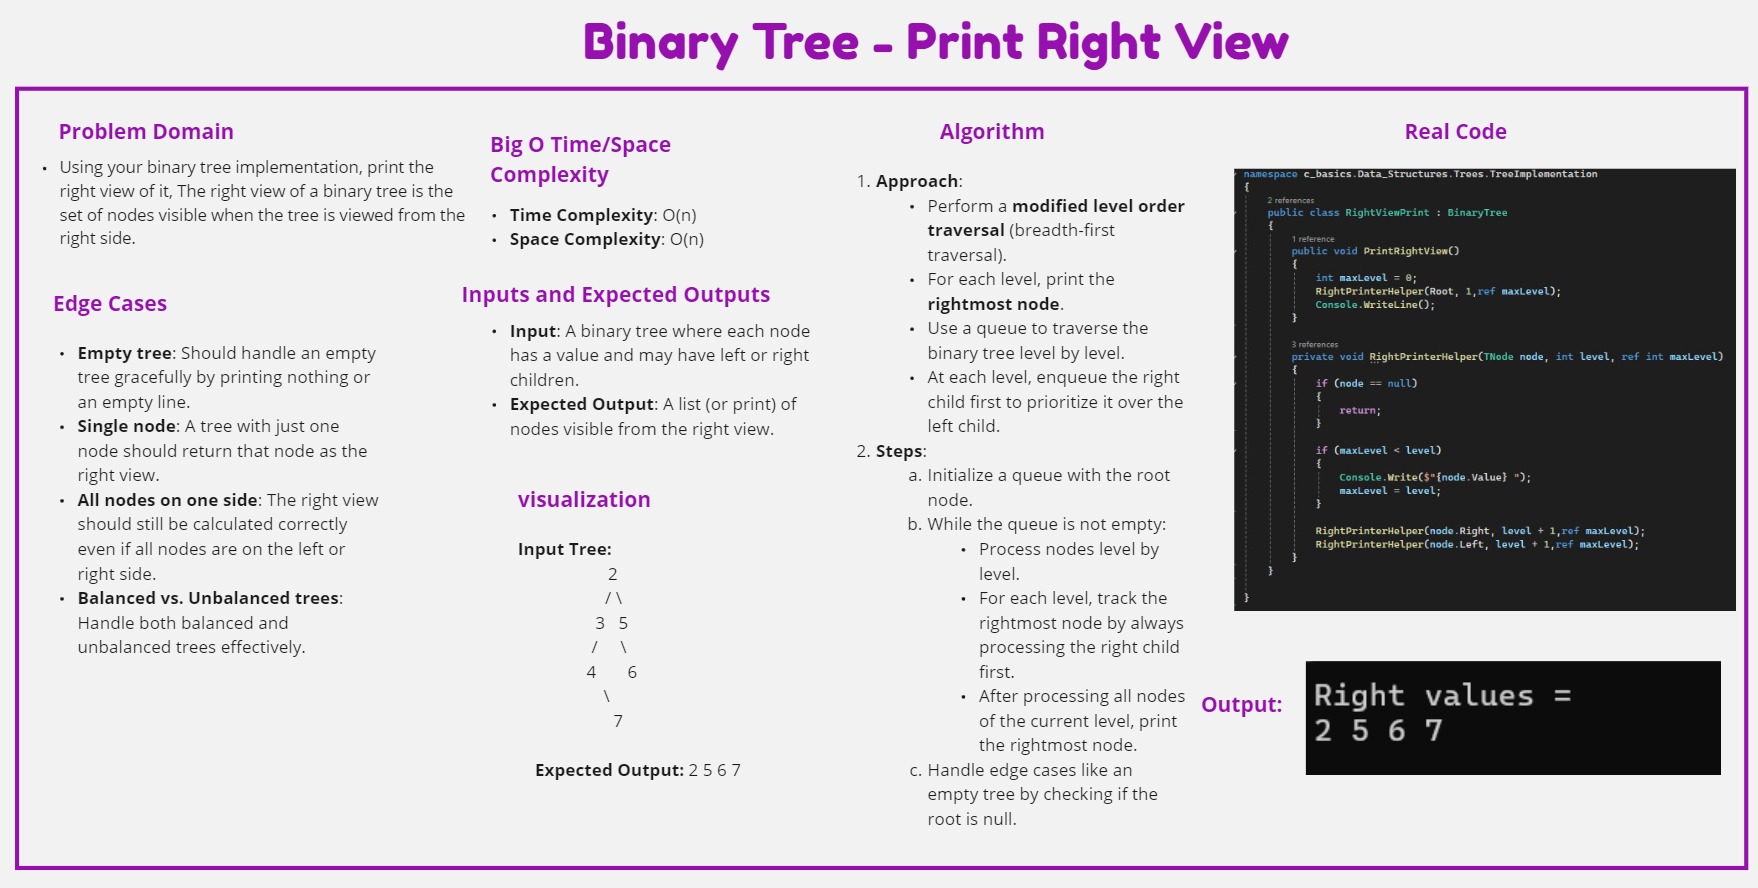 Binary Tree - Print Right View
Problem Domain
• Using your binary tree implementation, print the
right view of it, The right view of a binary tree is the
set of nodes visible when the tree is viewed from the
right side.
Edge Cases
• Empty tree: Should handle an empty
tree gracefully by printing nothing or
an empty line.
• Single node: A tree with just one
node should return that node as the
right view.
• All nodes on one side: The right view
should still be calculated correctly
even if all nodes are on the left or
right side.
• Balanced vs. Unbalanced trees:
Handle both balanced and
unbalanced trees effectively.
Big O Time/Space
Complexity
• Time Complexity: O(n)
• Space Complexity: O(n)
Inputs and Expected Outputs
• Input: A binary tree where each node
has a value and may have left or right
children.
• Expected Output: A list (or print) of
nodes visible from the right view.
visualization
Input Tree:
2
/ \
3 5
/ \
4 6
\
7
Expected Output: 2 5 6 7
Algorithm
1. Approach:
• Perform a modified level order
traversal (breadth-first
traversal).
• For each level, print the
rightmost node.
• Use a queue to traverse the
binary tree level by level.
• At each level, enqueue the right
child first to prioritize it over the
left child.
2. Steps:
a. Initialize a queue with the root
node.
b. While the queue is not empty:
• Process nodes level by
level.
• For each level, track the
rightmost node by always
processing the right child
first.
• After processing all nodes
of the current level, print
the rightmost node.
c. Handle edge cases like an
empty tree by checking if the
root is null.
Real Code
namespace c_basics.Data_Structures.Trees.TreeImplementation
{
2 references
public class RightViewPrint : BinaryTree
{
1 reference
public void PrintRightView()
{
int maxLevel = 0;
RightPrinterHelper(Root, 1,ref maxLevel);
Console.WriteLine();
}
3 references
private void RightPrinterHelper(TNode node, int level, ref int maxLevel)
{
if (node == null)
{
return;
}
if (maxLevel < level)
{
Console.Write($"{node.Value} ");
maxLevel = level;
}
RightPrinterHelper(node.Right, level + 1,ref maxLevel);
RightPrinterHelper(node.Left, level + 1,ref maxLevel);
}
}
}
Output:
Right values =
2 5 6 7